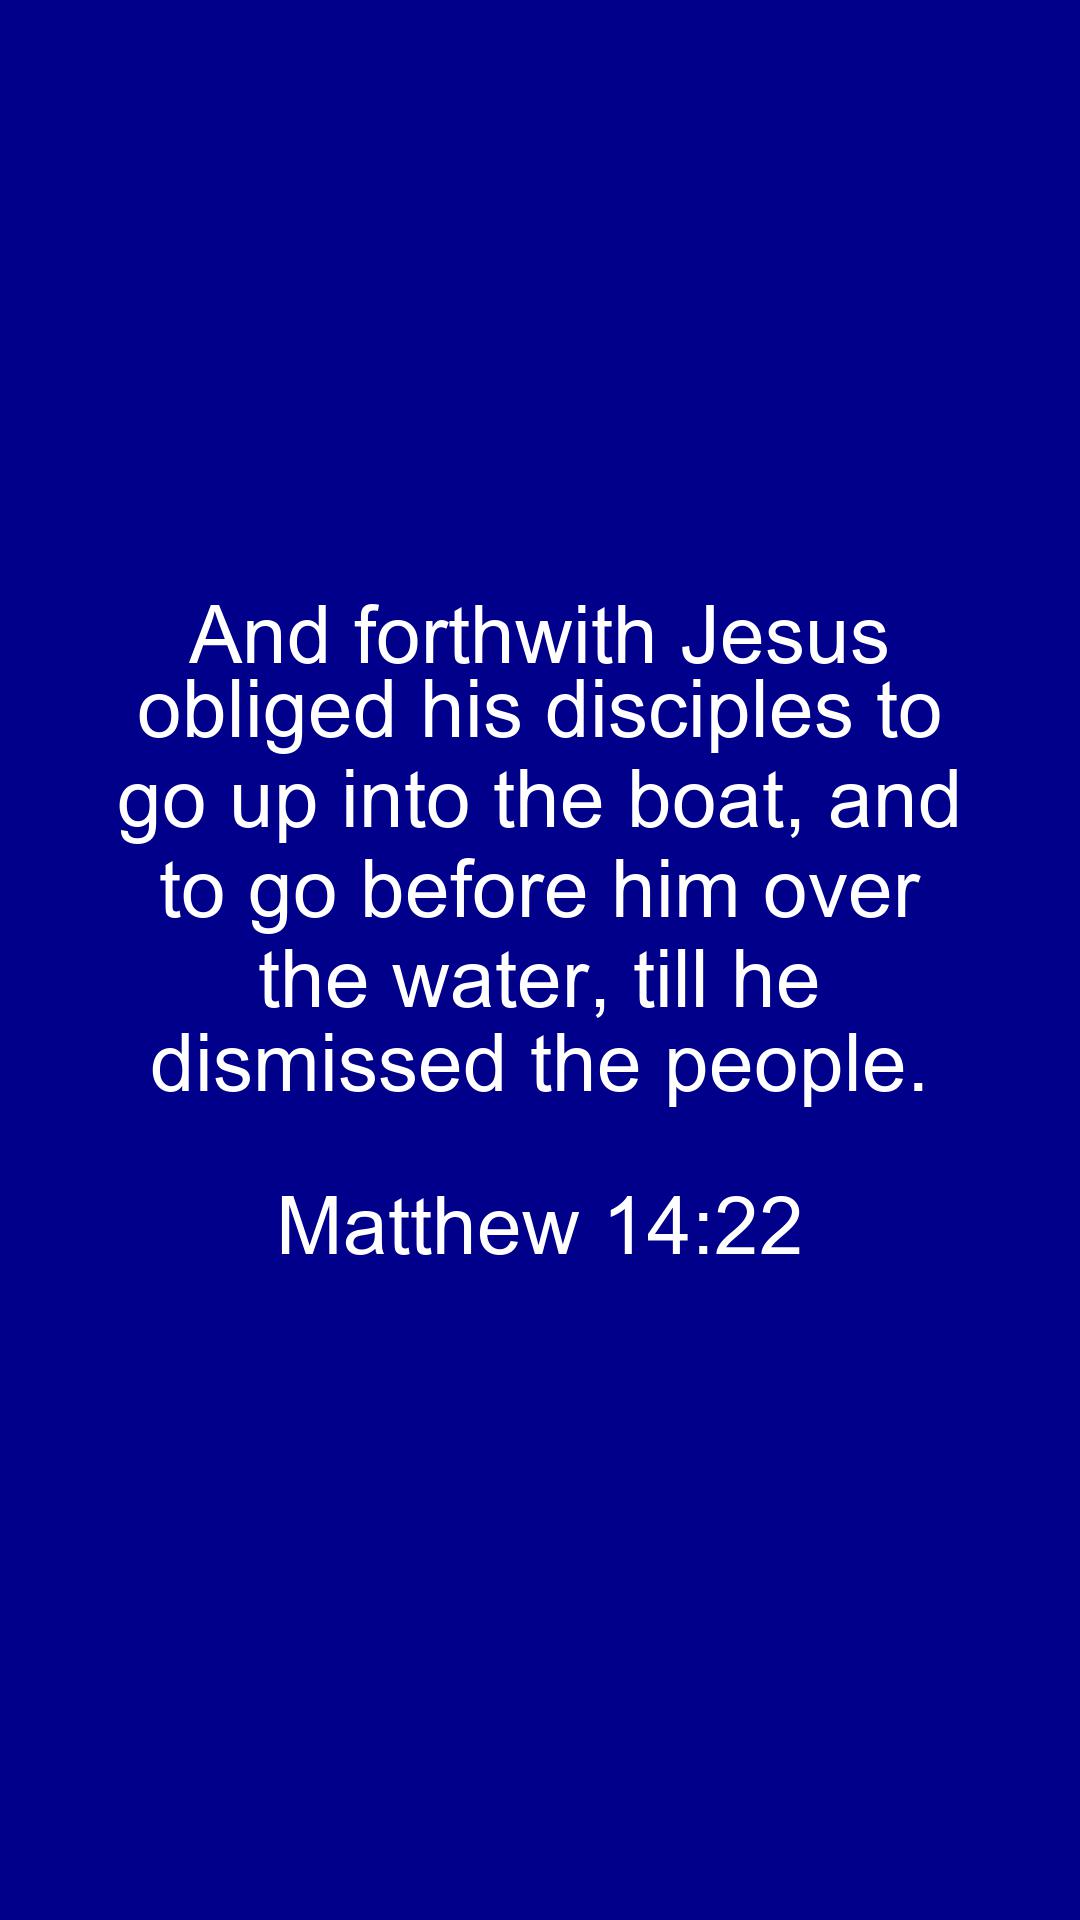 And forthwith Jesus
obliged his disciples to
go up into the boat, and
to go before him over
the water, till he
dismissed the people.
Matthew 14:22